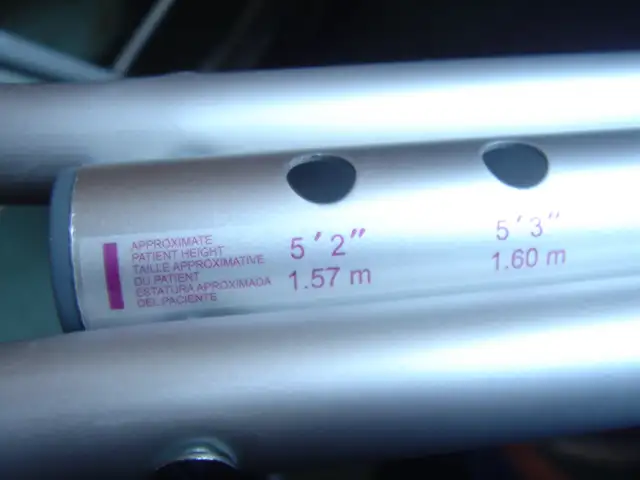 APPROXIMATE
PATIENT HEIGHT
TAILLE APPROXIMATIVE
DU PATIENT
ESTATURA APROXIMADA
DEL PACIENTE
5'2"
1.57 m
5'3"
1.60 m